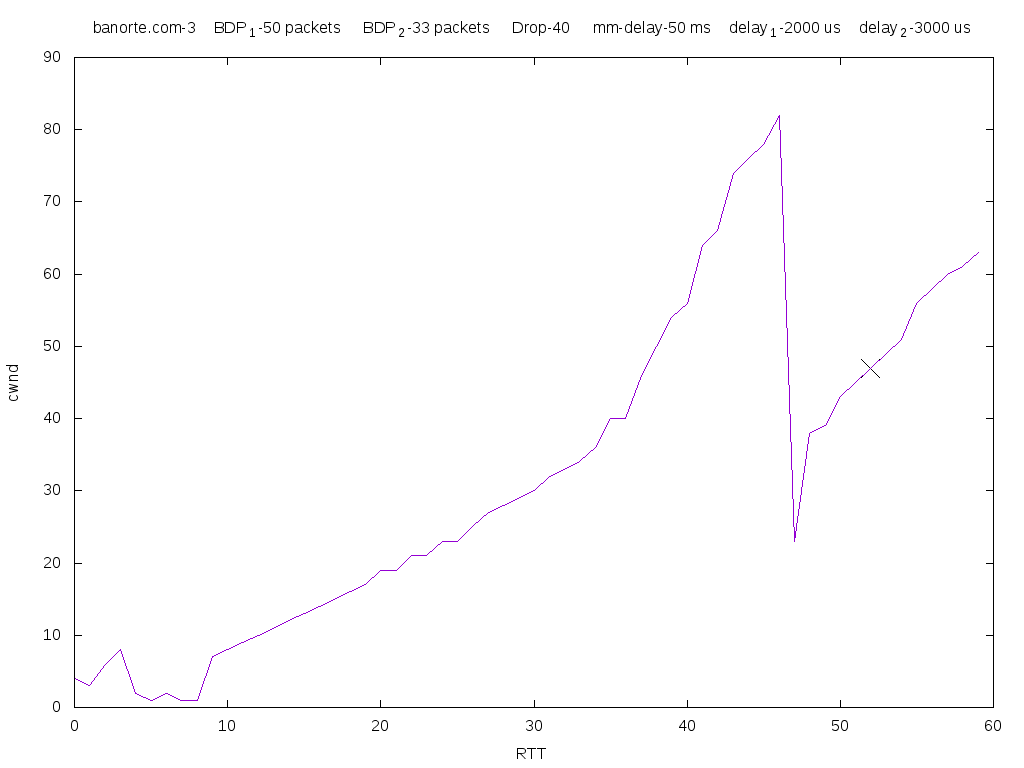 banorte.com-3 BDP1-50 packets BDP2-33 packets Drop-40 mm-delay-50 ms delay1-2000 us delay2-3000 us
90
80
70
60
50
40
30
20
10
0
cwnd
0 10 20 30 40 50 60
RTT